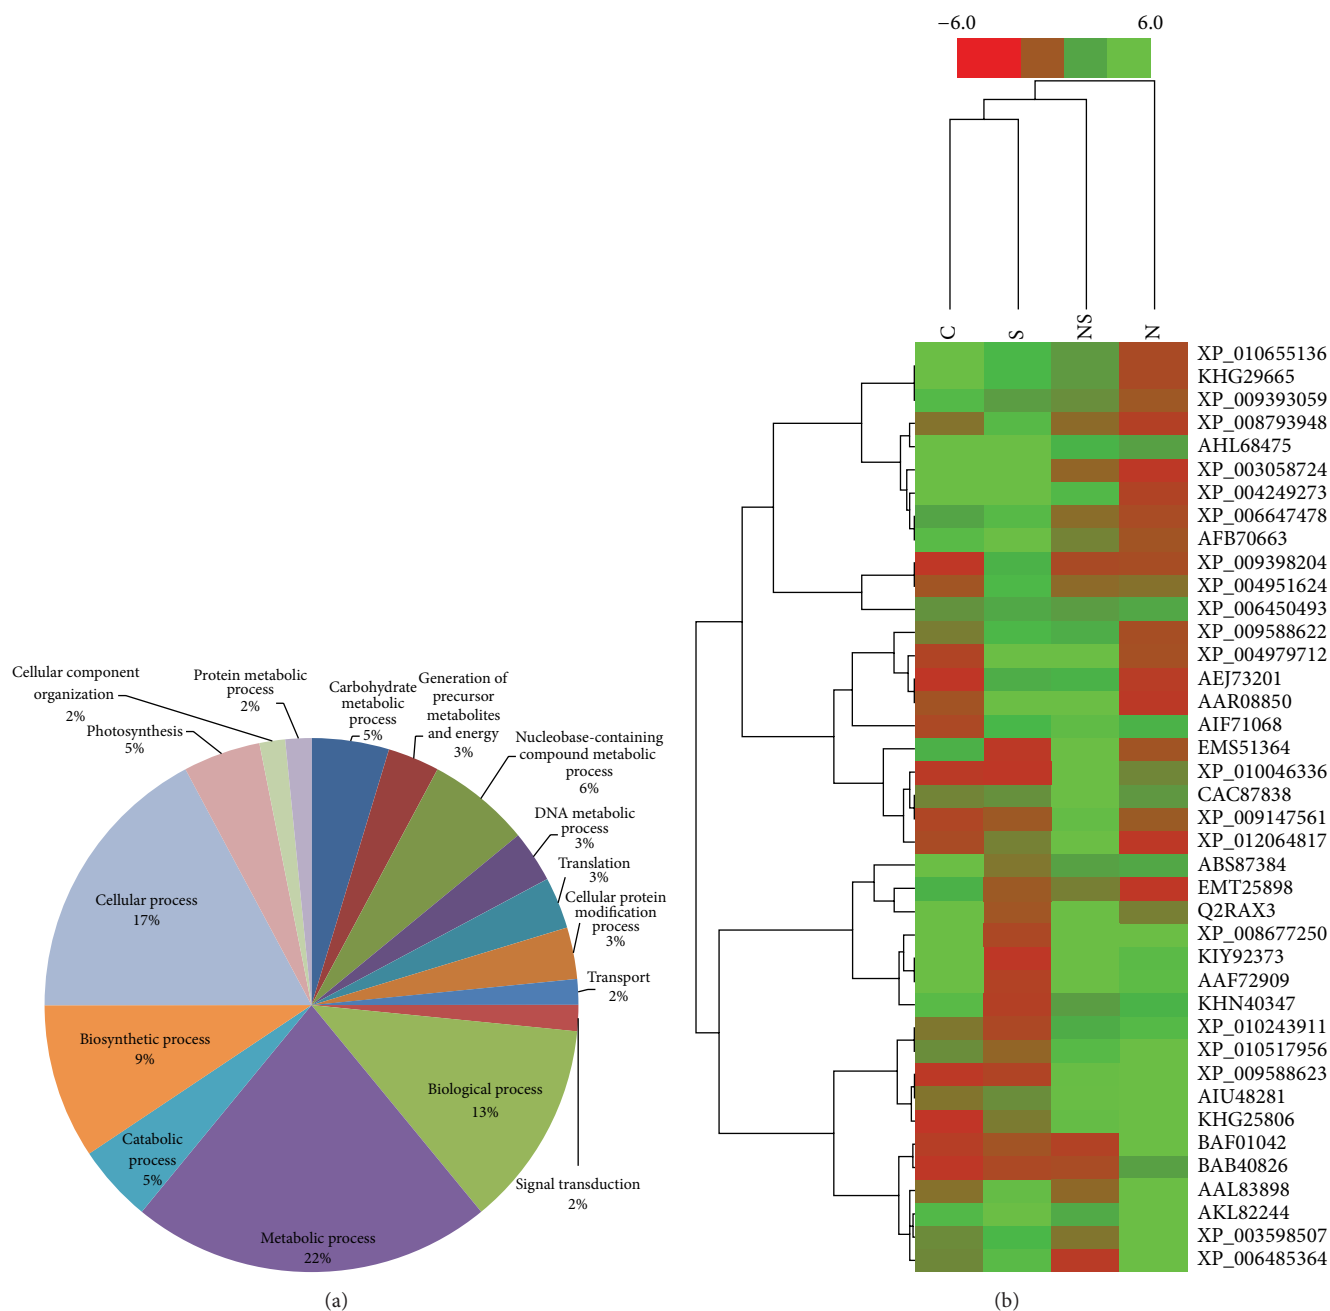 −6.0 6.0
C
S
NS
N
XP_010655136
KHG29665
XP_009393059
XP_008793948
AHL68475
XP_003058724
XP_004249273
XP_006647478
AFB70663
XP_009398204
XP_004951624
XP_006450493
XP_009588622
XP_004979712
AEJ73201
AAR08850
AIF71068
EMS51364
XP_010046336
CAC87838
XP_009147561
XP_012064817
ABS87384
EMT25898
Q2RAX3
XP_008677250
KIY92373
AAF72909
KHN40347
XP_010243911
XP_010517956
XP_009588623
AIU48281
KHG25806
BAF01042
BAB40826
AAL83898
AKL82244
XP_003598507
XP_006485364
Cellular component
organization
2%
Photosynthesis
5%
Protein metabolic
process
2%
Carbohydrate
metabolic
process
5%
Generation of
precursor
metabolites
and energy
3%
Nucleobase-containing
compound metabolic
process
6%
DNA metabolic
process
3%
Translation
3%
Cellular protein
modification
process
3%
Transport
2%
Cellular process
17%
Biosynthetic process
9%
Catabolic
process
5%
Metabolic process
22%
Biological process
13%
Signal transduction
2%
(a)
(b)